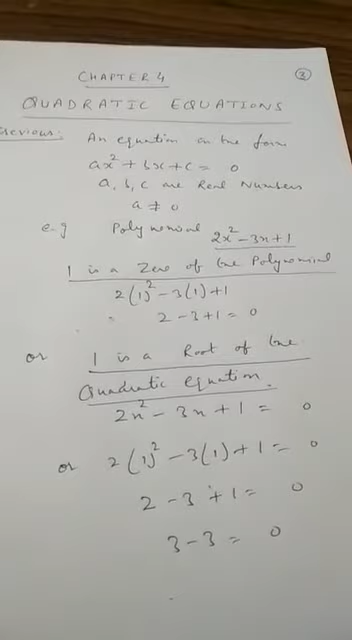 3
CHAPTER 4
QUADRATIC EQUATIONS
Previous: An equation in the form
ax² + bx + c = 0
a, b, c are Real Numbers
a ≠ 0
e.g Polynomial 2x² - 3x + 1
1 is a Zero of the Polynomial
2(1)² - 3(1) + 1
2 - 3 + 1 = 0
or 1 is a Root of the
Quadratic equation.
2x² - 3x + 1 = 0
or 2(1)² - 3(1) + 1 = 0
2 - 3 + 1 = 0
3 - 3 = 0